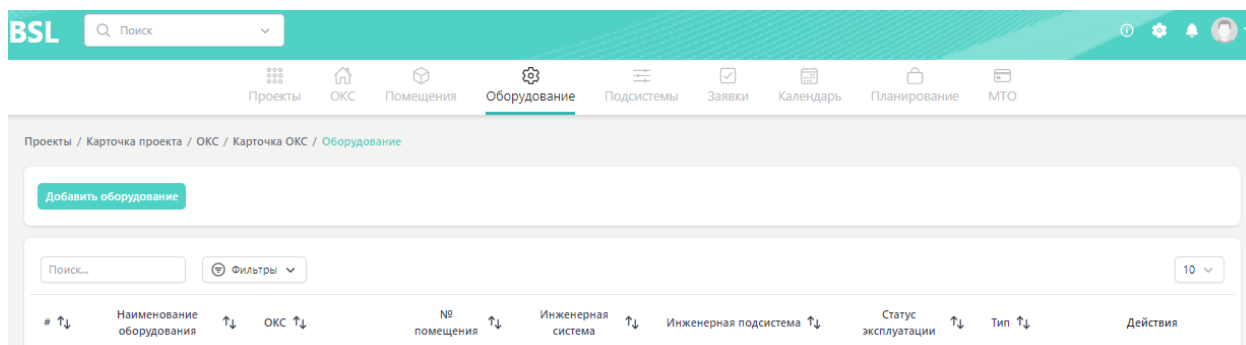 BSL Поиск
Проекты ОКС Помещения Оборудование Подсистемы Заявки Календарь Планирование МТО
Проекты / Карточка проекта / ОКС / Карточка ОКС / Оборудование
Добавить оборудование
Поиск... Фильтры 10
# Наименование оборудования ОКС № помещения Инженерная система Инженерная подсистема Статус эксплуатации Тип Действия